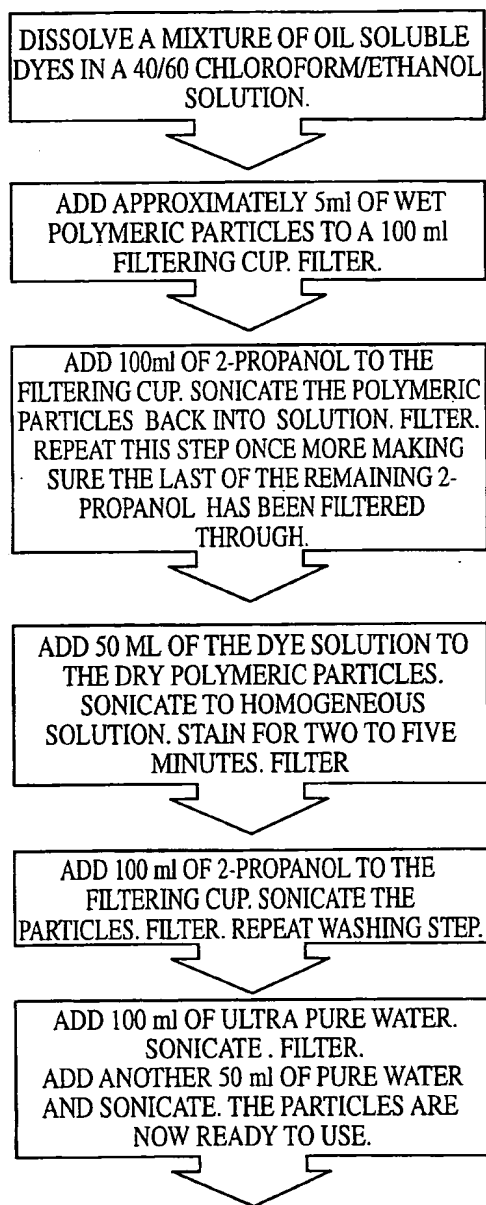 DISSOLVE A MIXTURE OF OIL SOLUBLE
DYES IN A 40/60 CHLOROFORM/ETHANOL
SOLUTION.
ADD APPROXIMATELY 5ml OF WET
POLYMERIC PARTICLES TO A 100 ml
FILTERING CUP. FILTER.
ADD 100ml OF 2-PROPANOL TO THE
FILTERING CUP. SONICATE THE POLYMERIC
PARTICLES BACK INTO SOLUTION. FILTER.
REPEAT THIS STEP ONCE MORE MAKING
SURE THE LAST OF THE REMAINING 2-
PROPANOL HAS BEEN FILTERED
THROUGH.
ADD 50 ML OF THE DYE SOLUTION TO
THE DRY POLYMERIC PARTICLES.
SONICATE TO HOMOGENEOUS
SOLUTION. STAIN FOR TWO TO FIVE
MINUTES. FILTER
ADD 100 ml OF 2-PROPANOL TO THE
FILTERING CUP. SONICATE THE
PARTICLES. FILTER. REPEAT WASHING STEP.
ADD 100 ml OF ULTRA PURE WATER.
SONICATE . FILTER.
ADD ANOTHER 50 ml OF PURE WATER
AND SONICATE. THE PARTICLES ARE
NOW READY TO USE.